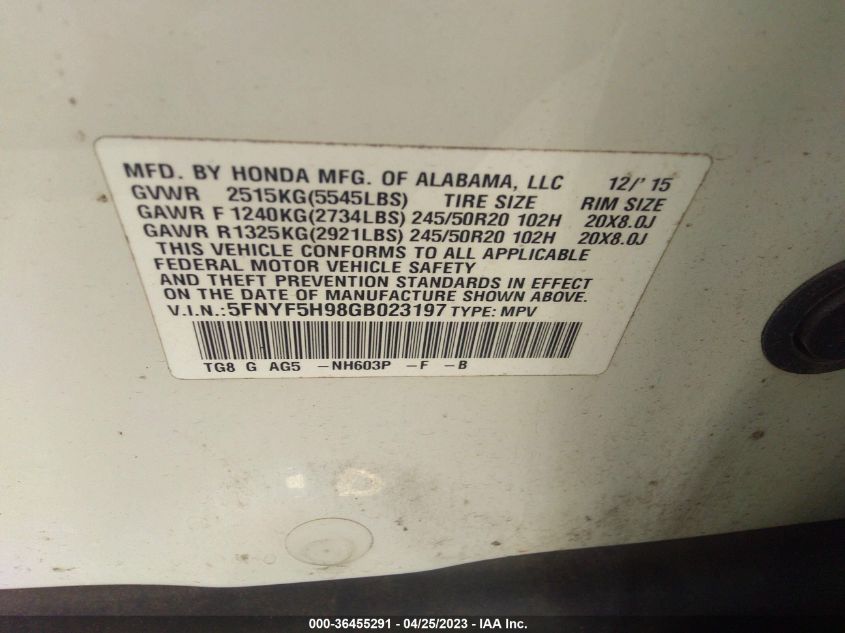 MFD. BY HONDA MFG. OF ALABAMA, LLC 12/' 15
GVWR 2515KG(5545LBS) TIRE SIZE RIM SIZE
GAWR F 1240KG(2734LBS) 245/50R20 102H 20X8.0J
GAWR R1325KG(2921LBS) 245/50R20 102H 20X8.0J
THIS VEHICLE CONFORMS TO ALL APPLICABLE
FEDERAL MOTOR VEHICLE SAFETY
AND THEFT PREVENTION STANDARDS IN EFFECT
ON THE DATE OF MANUFACTURE SHOWN ABOVE.
V.I.N.:5FNYF5H98GB023197 TYPE: MPV
TG8 G AG5 -NH603P -F -B
000-36455291 - 04/25/2023 - IAA Inc.